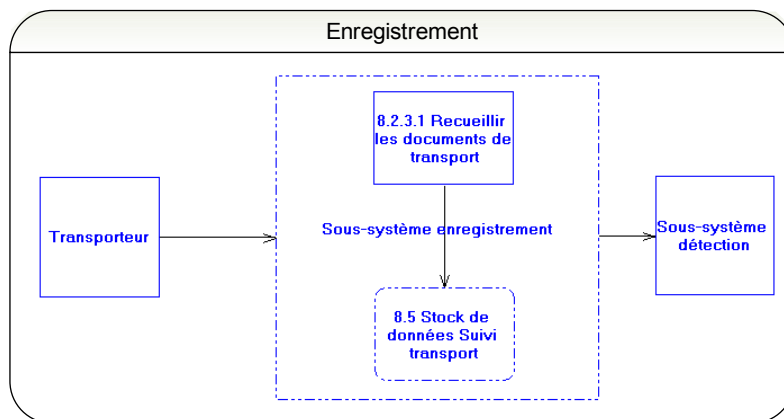 Enregistrement
8.2.3.1 Recueillir
les documents de
transport
Transporteur
Sous-système enregistrement
Sous-système
détection
8.5 Stock de
données Suivi
transport